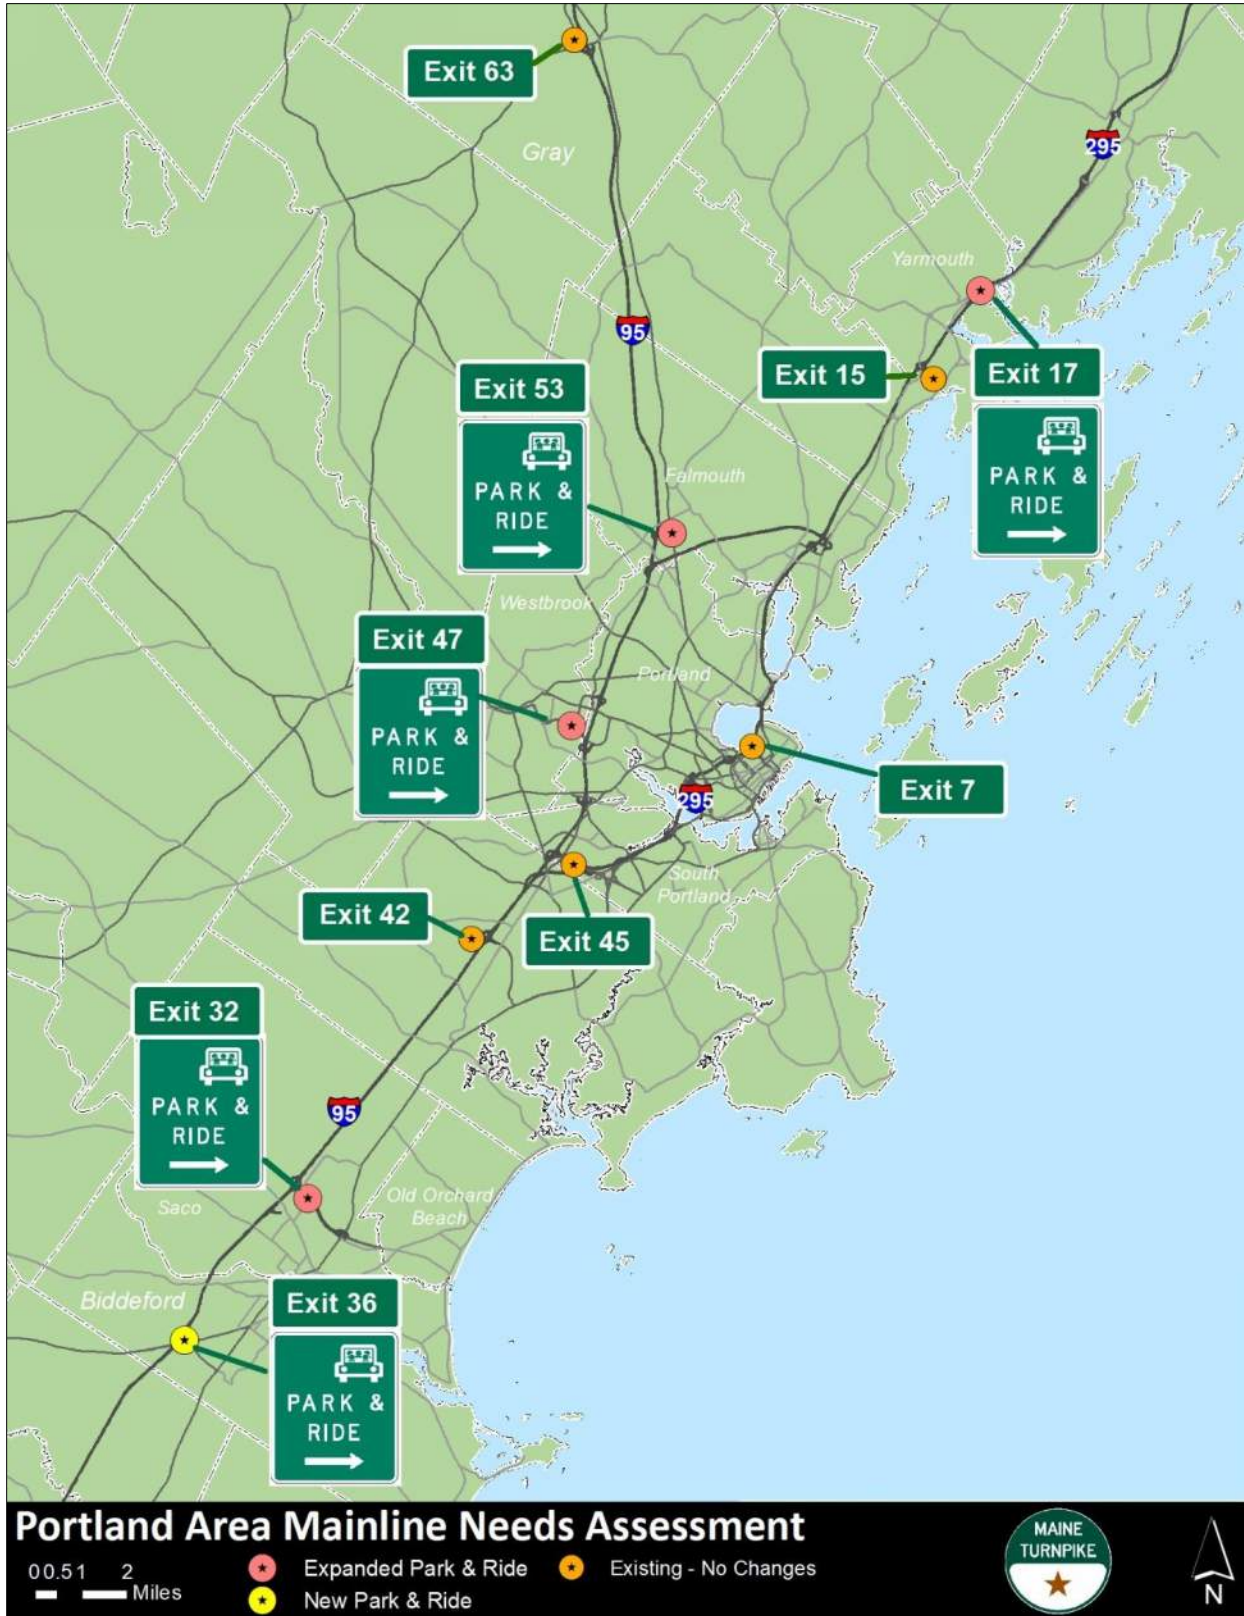 Exit 63
Gray
295
Yarmouth
95
Exit 53
Exit 15
Exit 17
PARK &
RIDE
PARK &
RIDE
Falmouth
Westbrook
Exit 47
Portland
PARK &
RIDE
Exit 7
295
South
Portland
Exit 42
Exit 45
Exit 32
PARK &
RIDE
95
Saco
Old Orchard
Beach
Biddeford
Exit 36
PARK &
RIDE
Portland Area Mainline Needs Assessment
0 0.5 1 2
Miles
Expanded Park & Ride
Existing - No Changes
New Park & Ride
MAINE
TURNPIKE
N